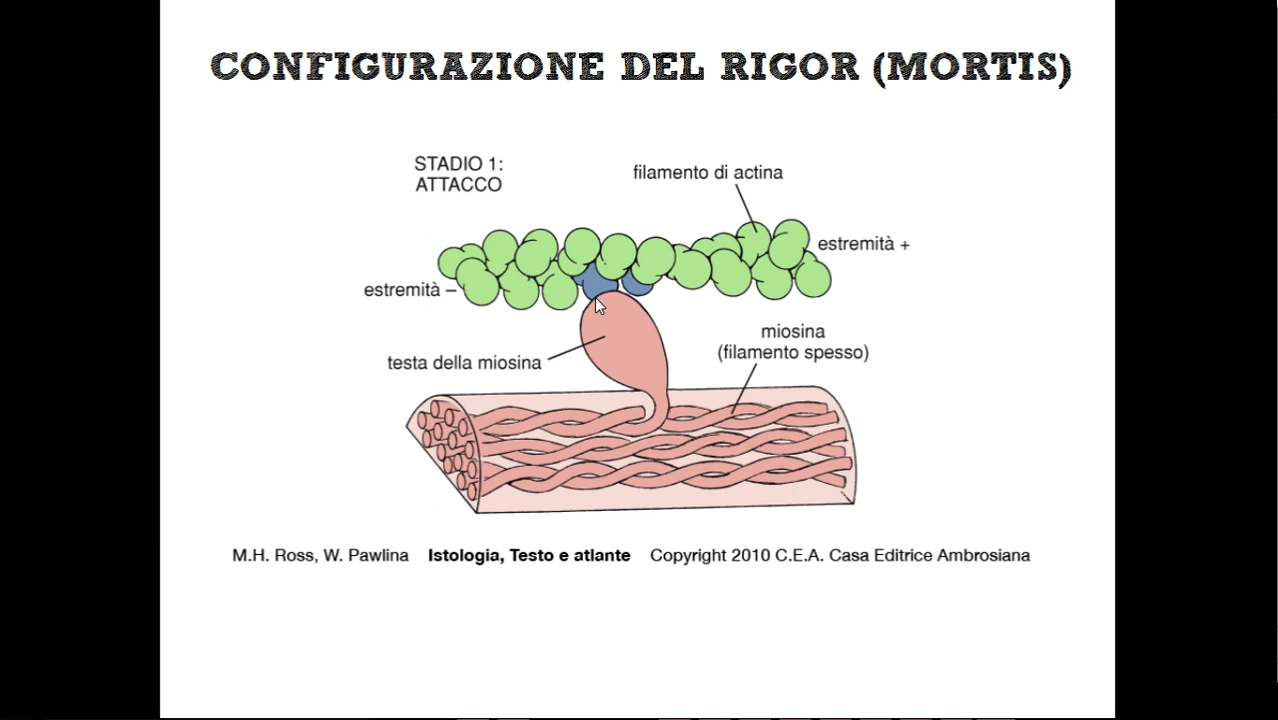 CONFIGURAZIONE DEL RIGOR (MORTIS)
STADIO 1:
ATTACCO
filamento di actina
estremità +
estremità –
testa della miosina
miosina
(filamento spesso)
M.H. Ross, W. Pawlina Istologia, Testo e atlante Copyright 2010 C.E.A. Casa Editrice Ambrosiana